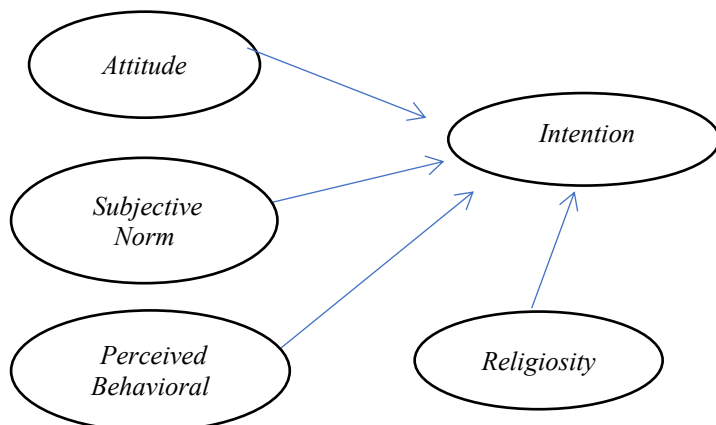 Attitude
Intention
Subjective
Norm
Perceived
Behavioral
Religiosity